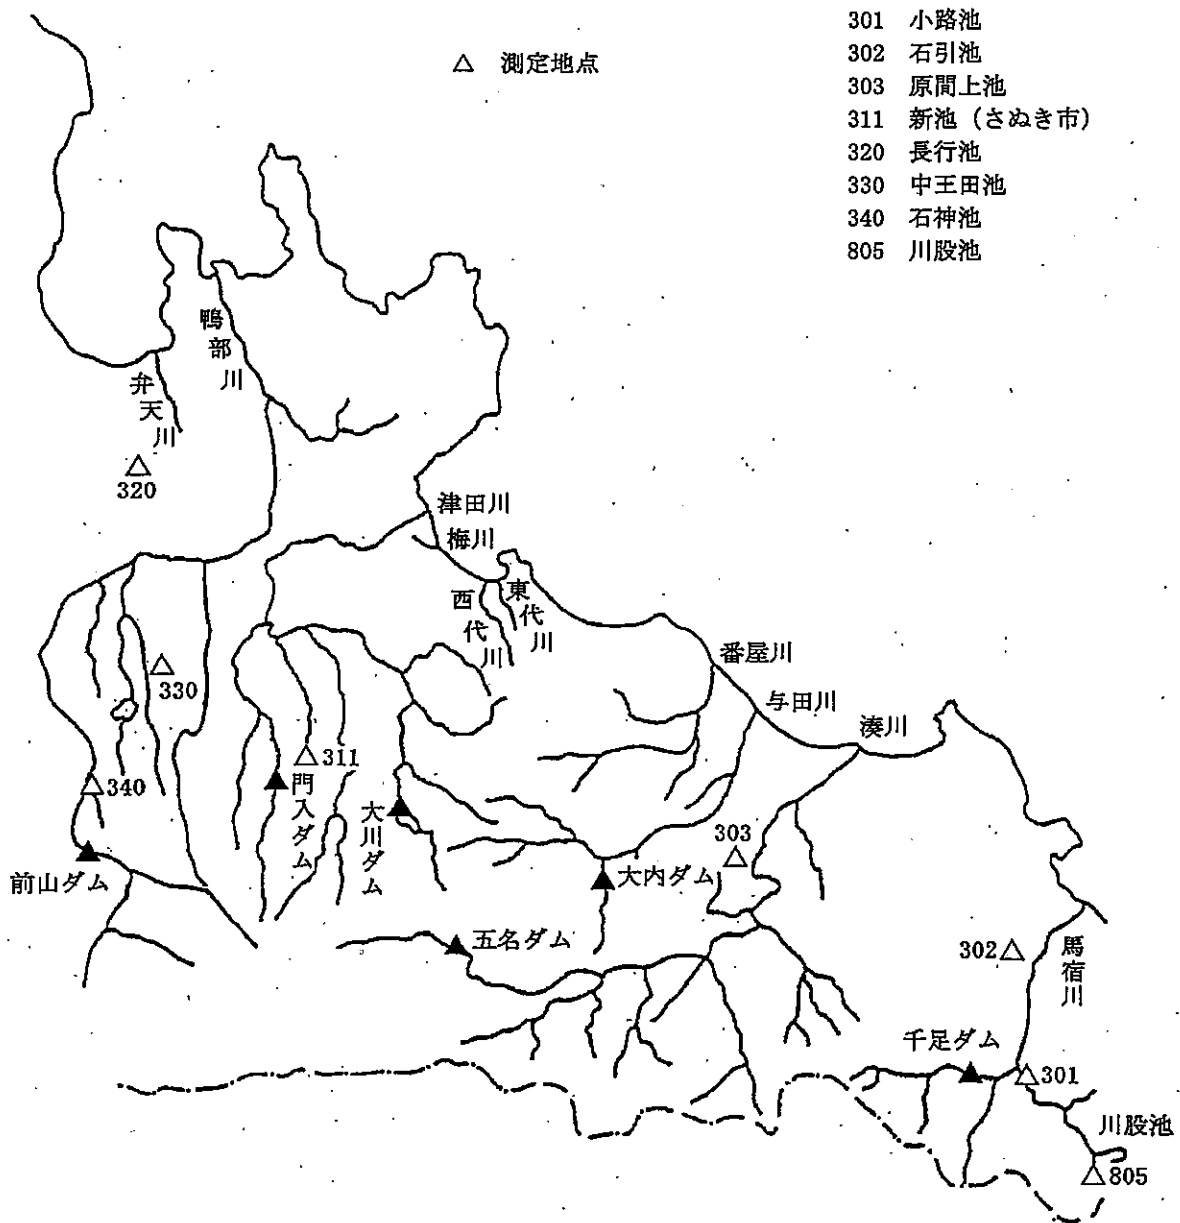 301 小路池
302 石引池
303 原間上池
311 新池（さぬき市）
320 長行池
330 中王田池
340 石神池
805 川股池
△ 測定地点
鴨部川
弁天川
320
津田川
梅川
東代川
西代川
番屋川
与田川
湊川
330
311
340
門入ダム
大川ダム
303
前山ダム
大内ダム
五名ダム
302
馬宿川
千足ダム
301
川股池
805